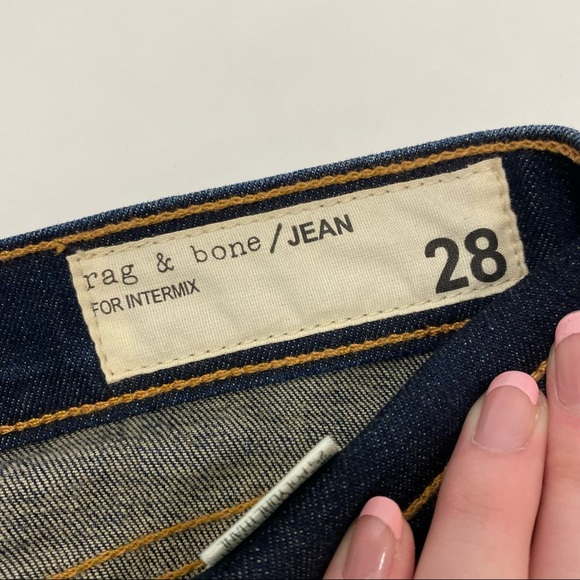 rag & bone/JEAN
FOR INTERMIX
28